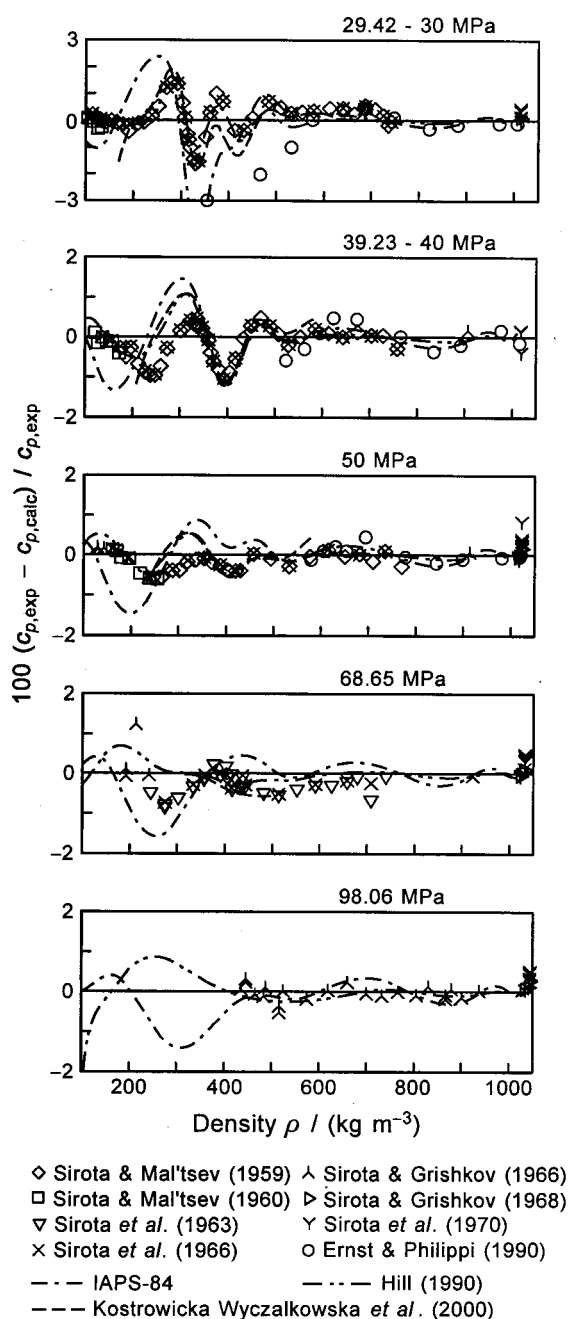 29.42 - 30 MPa
3
0
−3
39.23 - 40 MPa
2
0
−2
50 MPa
2
0
−2
68.65 MPa
2
0
−2
98.06 MPa
2
0
−2
100 (cp,exp − cp,calc) / cp,exp
200 400 600 800 1000
Density ρ / (kg m⁻³)
◇ Sirota & Mal'tsev (1959) ⅄ Sirota & Grishkov (1966)
□ Sirota & Mal'tsev (1960) ▷ Sirota & Grishkov (1968)
▽ Sirota et al. (1963) Y Sirota et al. (1970)
× Sirota et al. (1966) ○ Ernst & Philippi (1990)
IAPS-84 Hill (1990)
Kostrowicka Wyczalkowska et al. (2000)